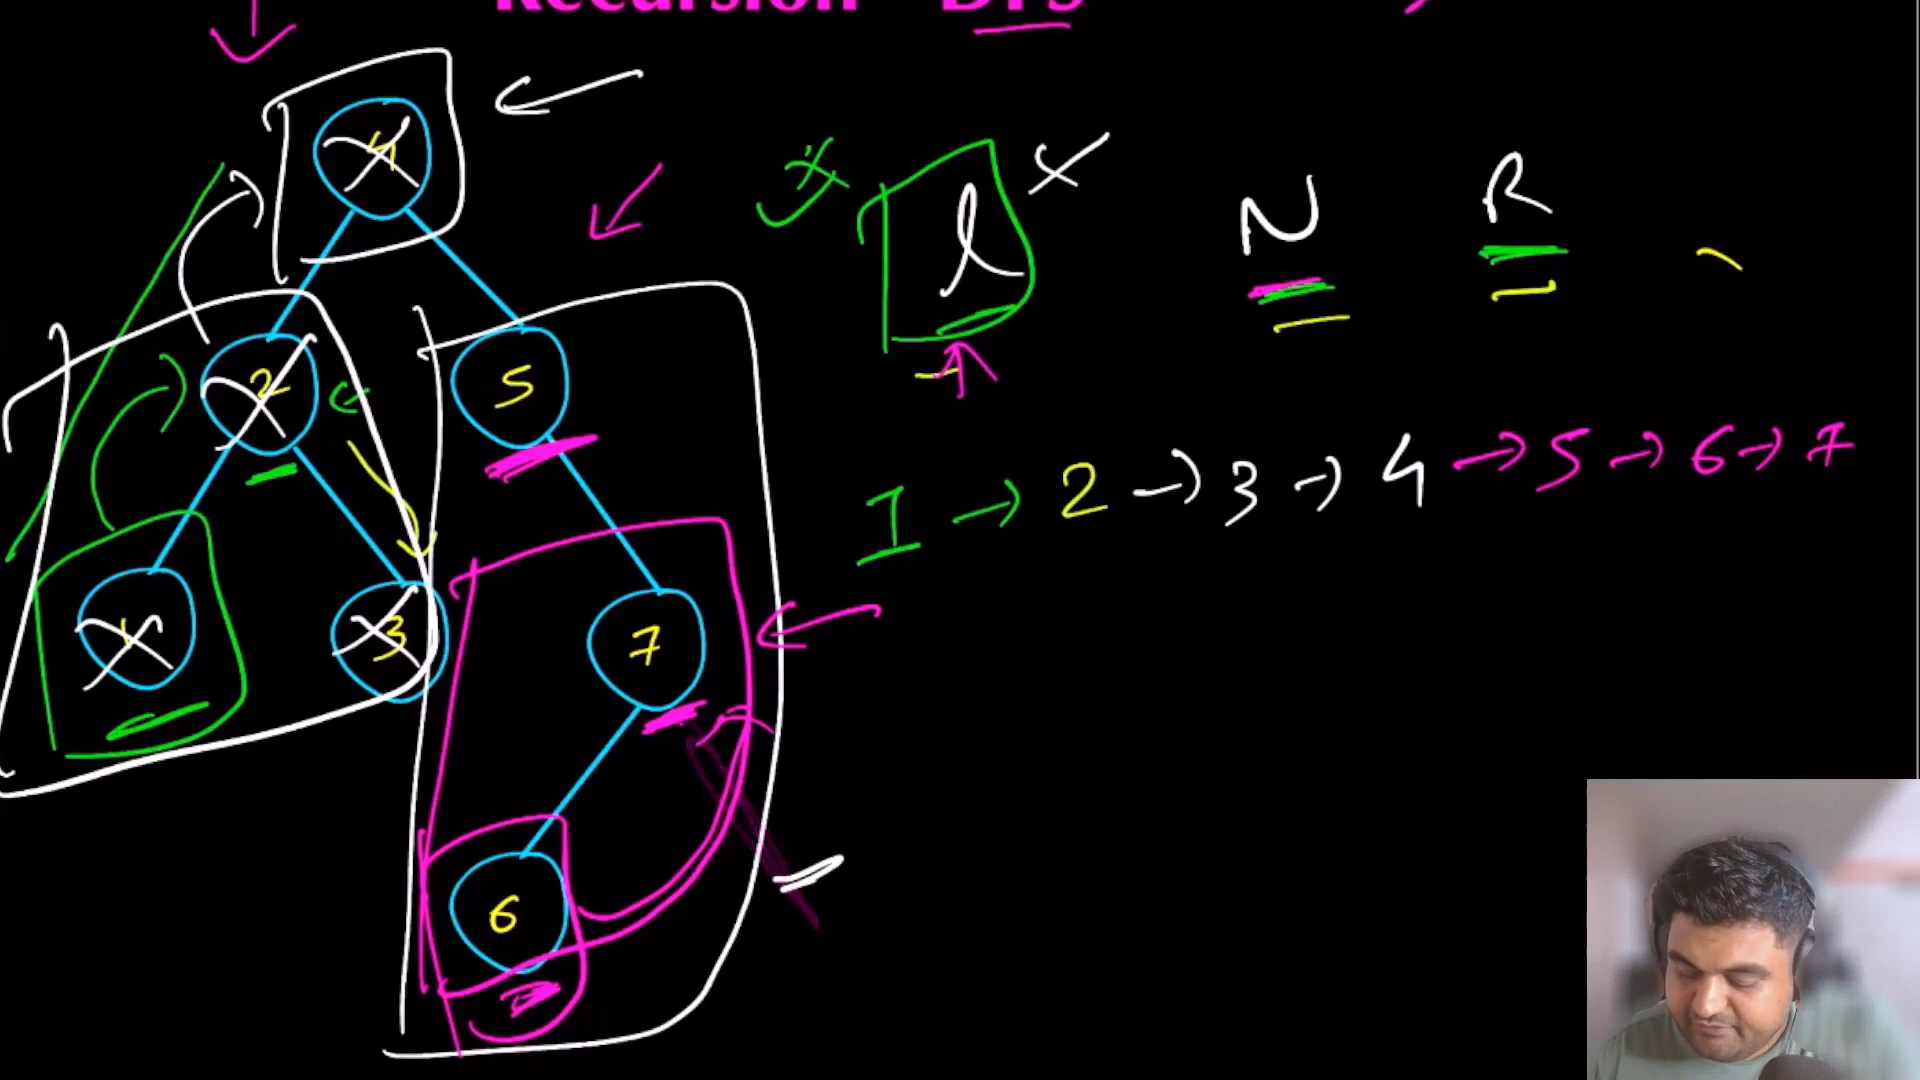 Recursion - DFS
4
l N R
2 5
1 → 2 → 3 → 4 → 5 → 6 → 7
1 3 7
6